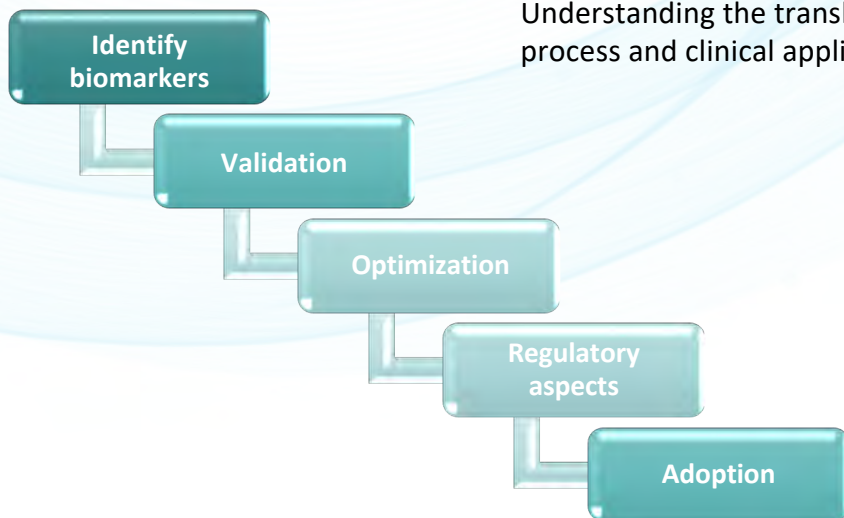 Understanding the
process and clinical
Identify
biomarkers
Validation
Optimization
Regulatory
aspects
Adoption